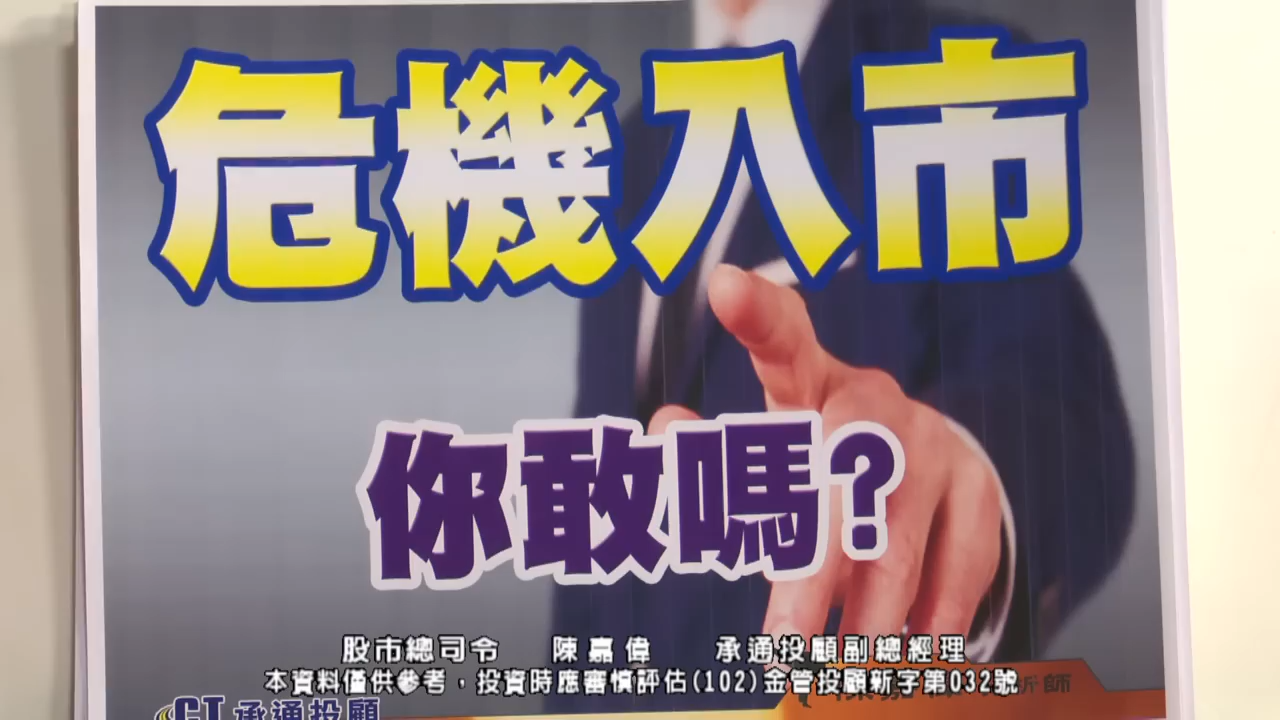 危機入市
你敢嗎?
股市總司令 陳嘉偉 承通投顧副總經理
本資料僅供參考，投資時應審慎評估(102)金管投顧新字第032號
CT 承通投顧
師